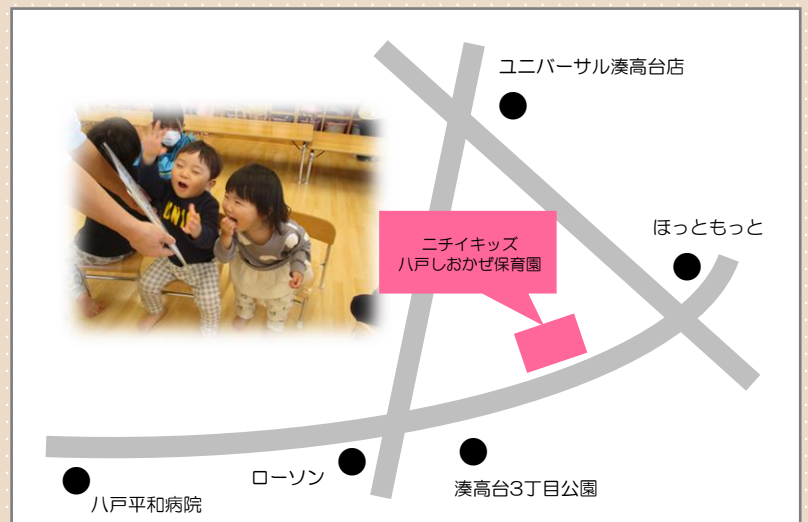 ユニバーサル湊高台店
ほっともっと
ニチイキッズ
八戸しおかぜ保育園
ローソン
湊高台3丁目公園
八戸平和病院